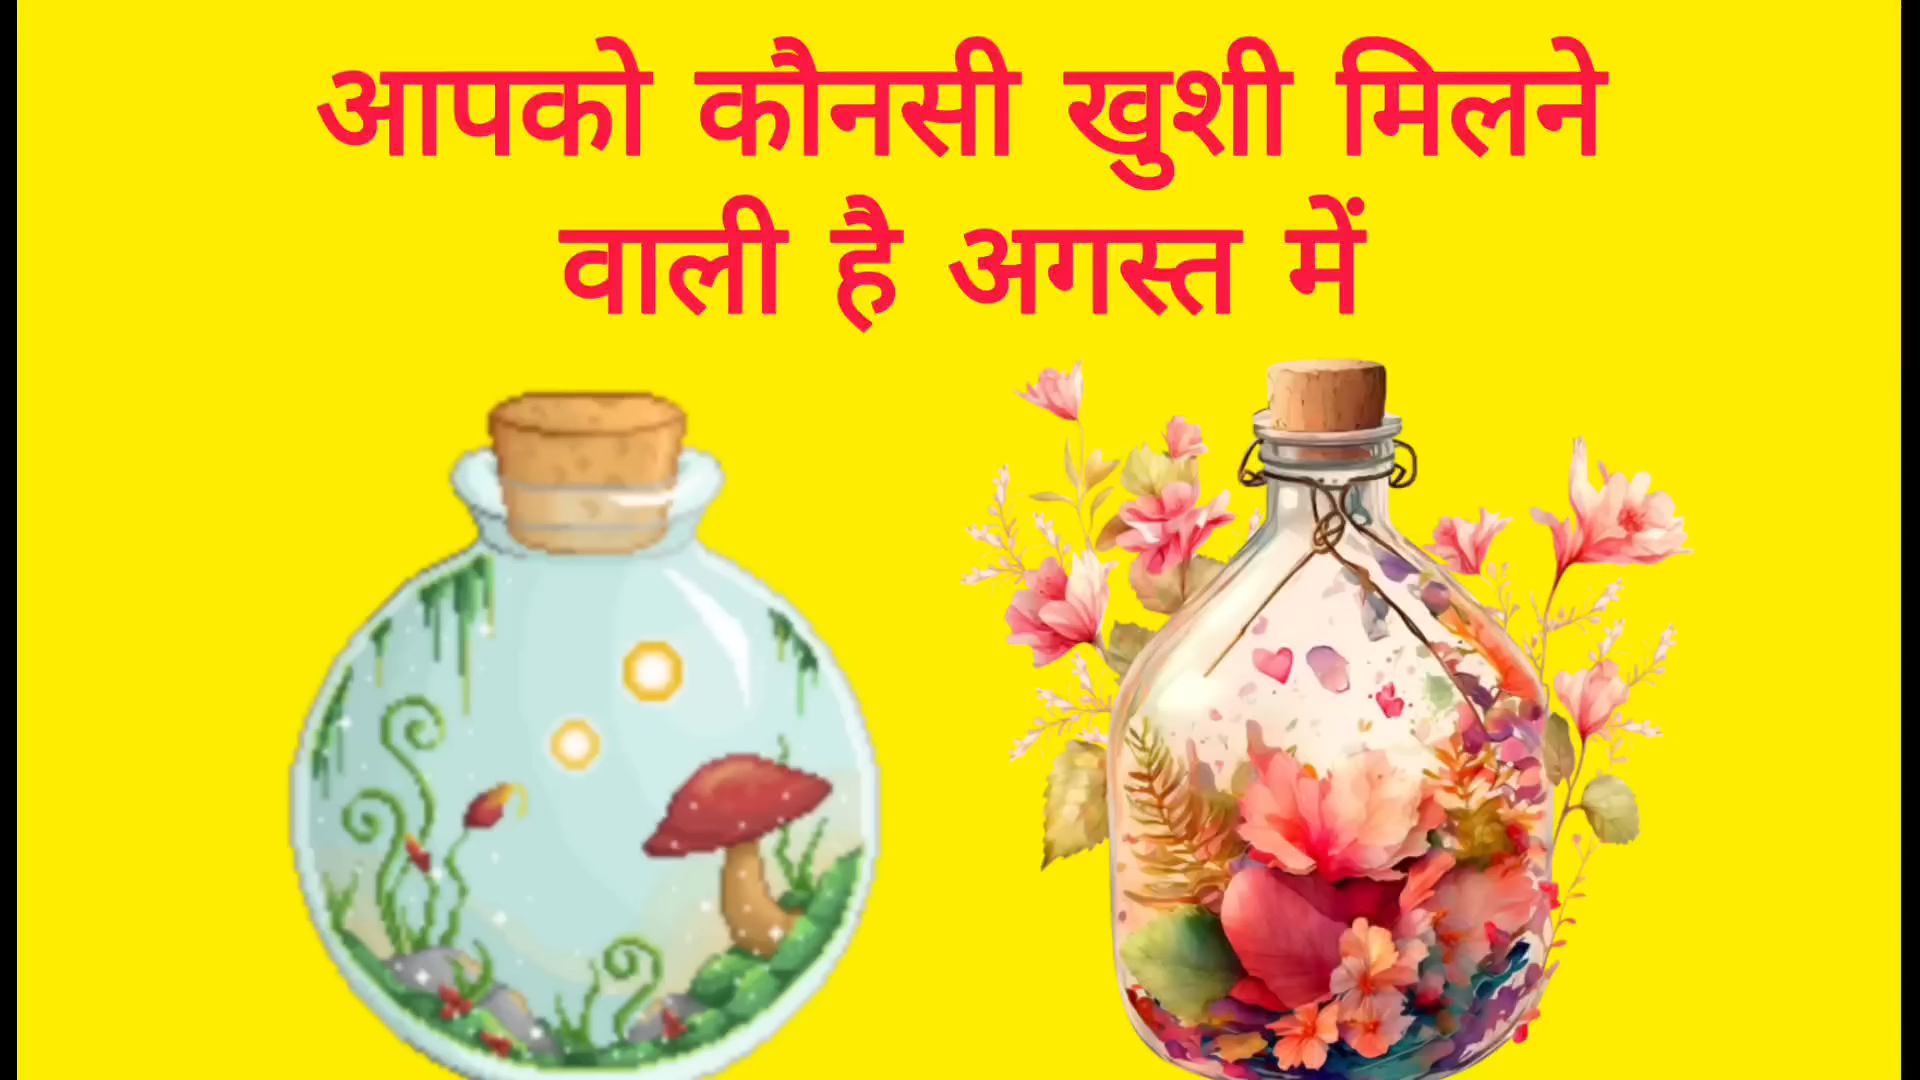 आपको कौनसी खुशी मिलने
वाली है अगस्त में